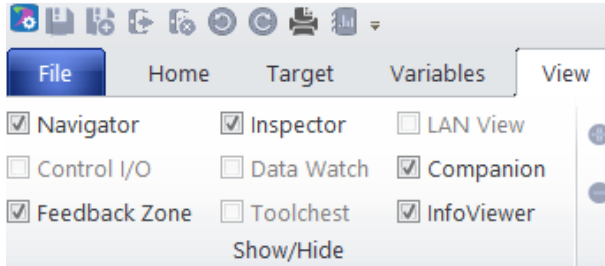 File Home Target Variables View
Navigator Inspector LAN View
Control I/O Data Watch Companion
Feedback Zone Toolchest InfoViewer
Show/Hide